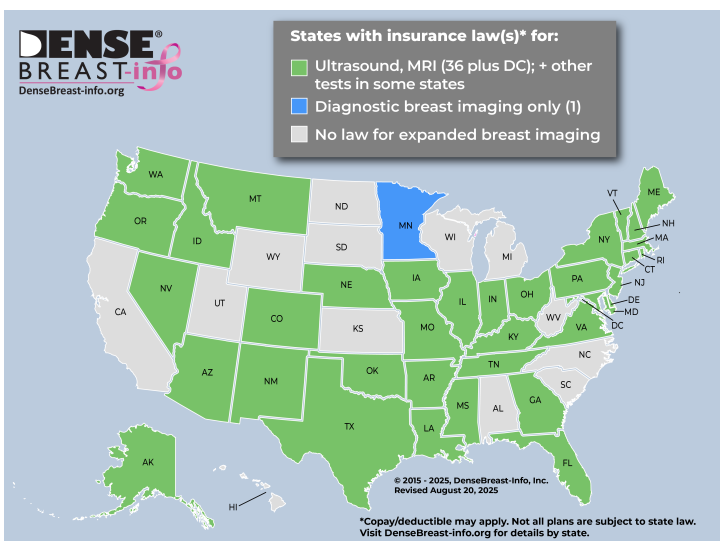 DENSE®
BREAST-info
DenseBreast-info.org
States with insurance law(s)* for:
Ultrasound, MRI (36 plus DC); + other
tests in some states
Diagnostic breast imaging only (1)
No law for expanded breast imaging
WA
MT
ND
MN
VT
ME
OR
ID
SD
WI
MI
NY
NH
MA
RI
CT
WY
NV
UT
CO
NE
IA
IL
IN
OH
PA
NJ
DE
MD
DC
CA
KS
MO
KY
WV
VA
AZ
NM
OK
AR
TN
NC
SC
TX
LA
MS
AL
GA
FL
AK
HI
© 2015 - 2025, DenseBreast-Info, Inc.
Revised August 20, 2025
*Copay/deductible may apply. Not all plans are subject to state law.
Visit DenseBreast-info.org for details by state.